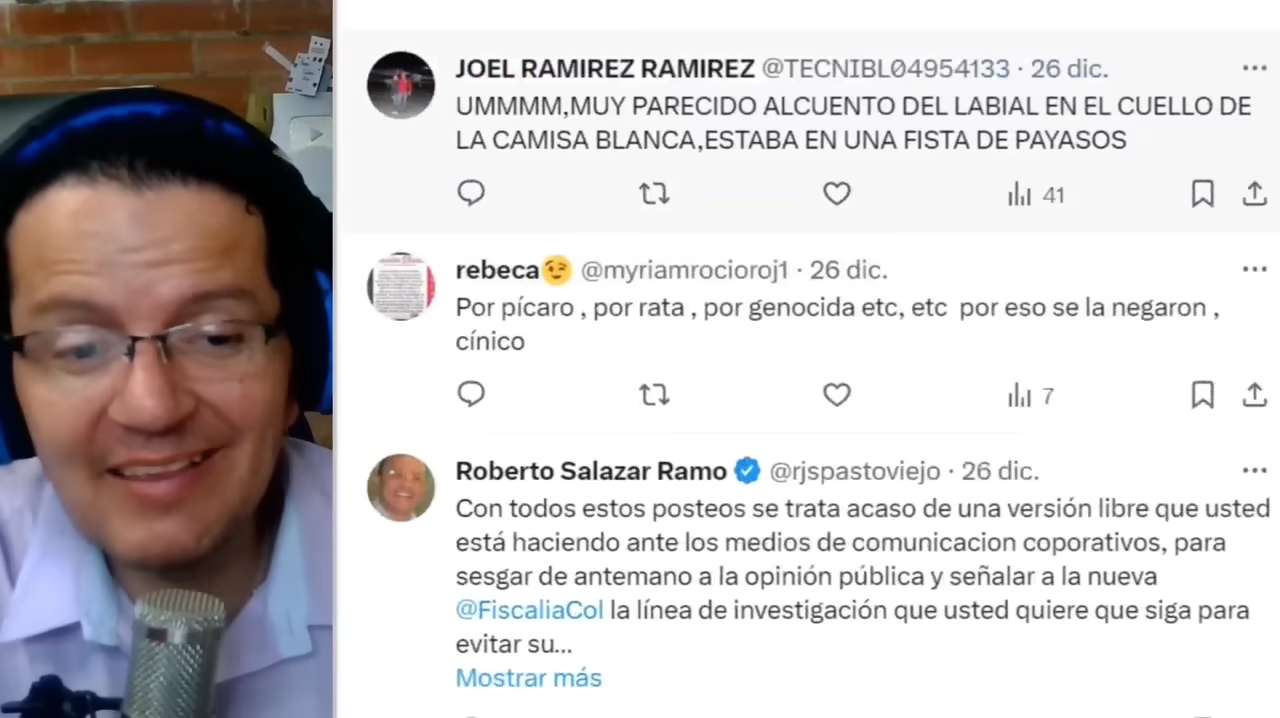 JOEL RAMIREZ RAMIREZ @TECNIBL04954133 · 26 dic.
UMMMM,MUY PARECIDO ALCUENTO DEL LABIAL EN EL CUELLO DE
LA CAMISA BLANCA,ESTABA EN UNA FISTA DE PAYASOS
41
rebeca😉 @myriamrocioroj1 · 26 dic.
Por pícaro , por rata , por genocida etc, etc por eso se la negaron ,
cínico
7
Roberto Salazar Ramo @rjspastoviejo · 26 dic.
Con todos estos posteos se trata acaso de una versión libre que usted
está haciendo ante los medios de comunicacion coporativos, para
sesgar de antemano a la opinión pública y señalar a la nueva
@FiscaliaCol la línea de investigación que usted quiere que siga para
evitar su...
Mostrar más